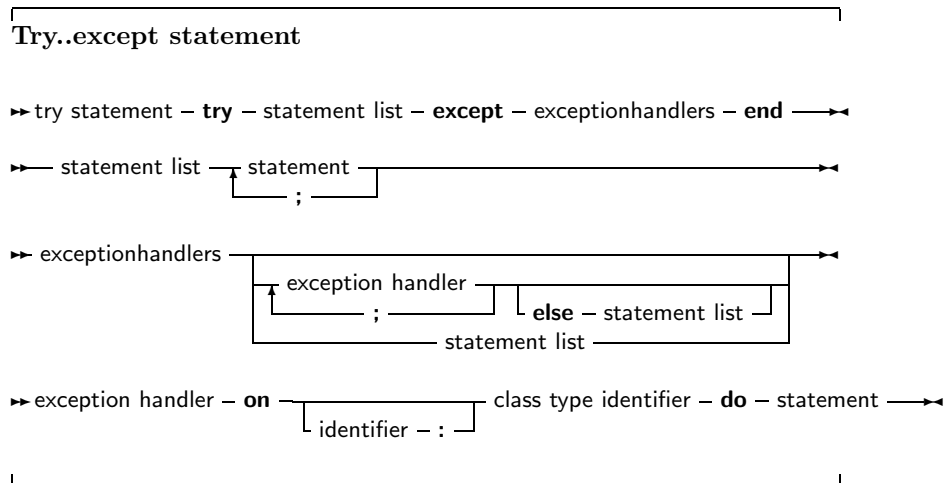 Try..except statement
try statement try statement list except exceptionhandlers end
statement list statement
;
exceptionhandlers
exception handler
; else statement list
statement list
exception handler on class type identifier do statement
identifier :